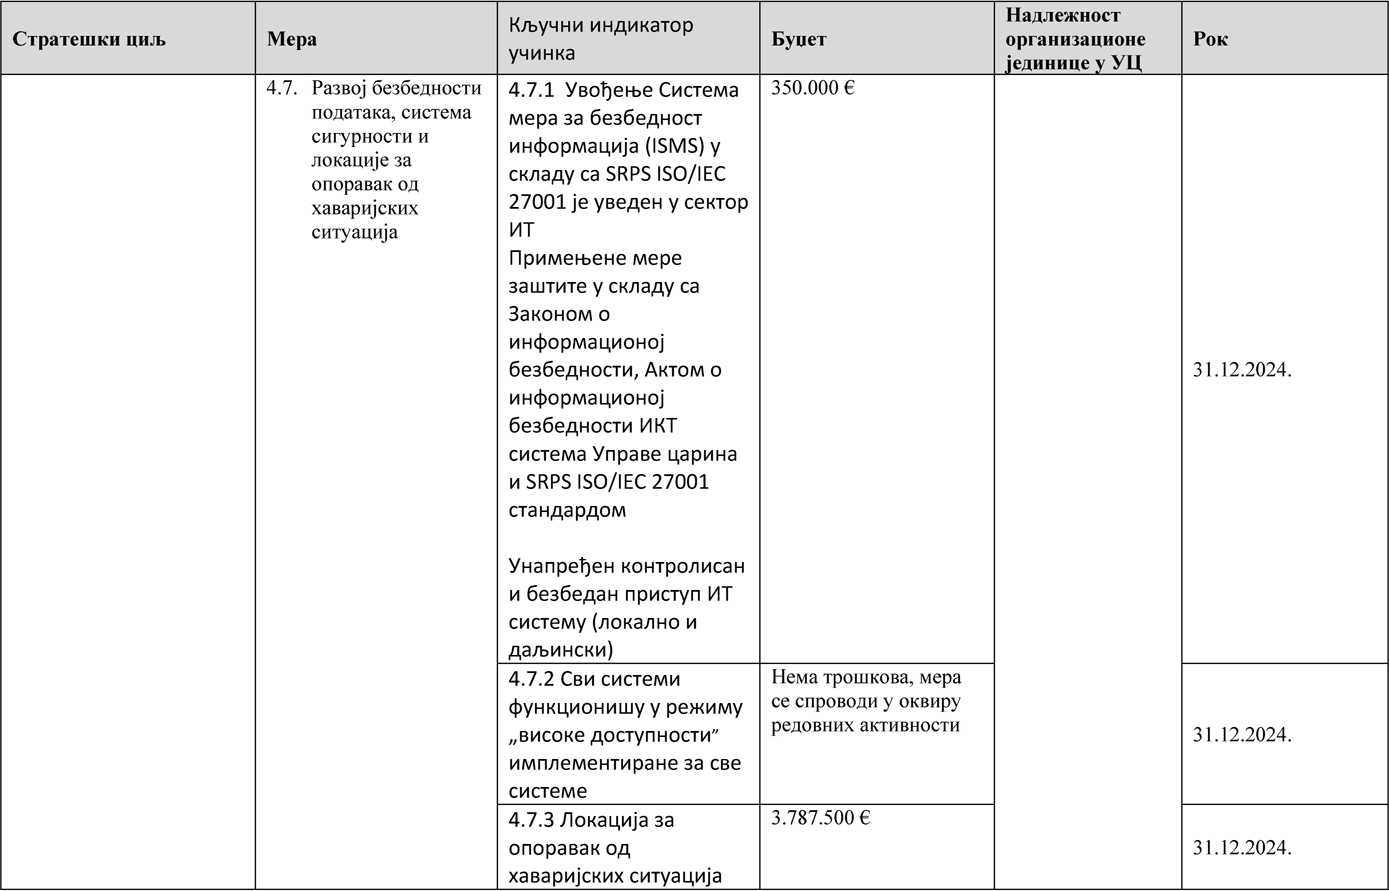 Стратешки циљ
Мера
Кључни индикатор
учинка
Буџет
Надлежност
организационе
јединице у УЦ
Рок
4.7. Развој безбедности
података, система
сигурности и
локације за
опоравак од
хаваријских
ситуација
4.7.1 Увођење Система
мера за безбедност
информација (ISMS) у
складу са SRPS ISO/IEC
27001 је уведен у сектор
ИТ
Примењене мере
заштите у складу са
Законом о
информационој
безбедности, Актом о
информационој
безбедности ИКТ
система Управе царина
и SRPS ISO/IEC 27001
стандардом
Унапређен контролисан
и безбедан приступ ИТ
систему (локално и
даљински)
350.000 €
31.12.2024.
4.7.2 Сви системи
функционишу у режиму
„високе доступности”
имплементиране за све
системе
Нема трошкова, мера
се спроводи у оквиру
редовних активности
31.12.2024.
4.7.3 Локација за
опоравак од
хаваријских ситуација
3.787.500 €
31.12.2024.